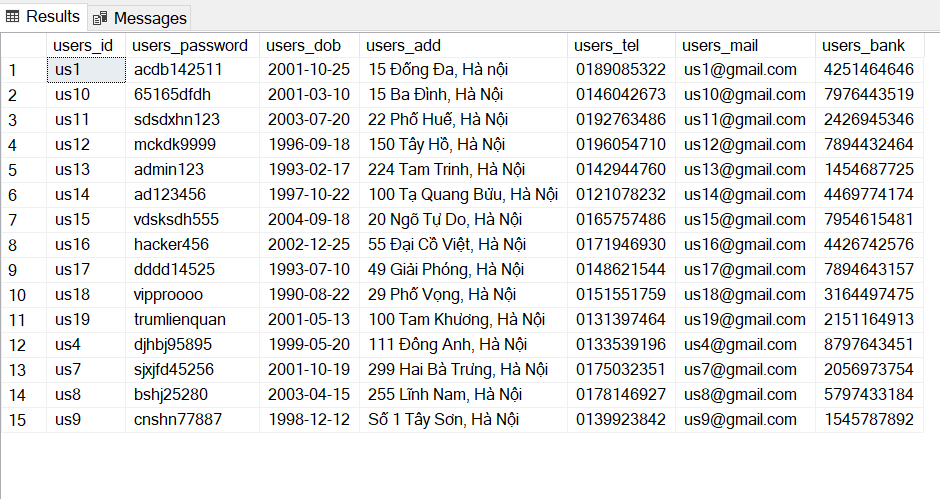 Results Messages
users_id users_password users_dob users_add users_tel users_mail users_bank
1 us1 acdb142511 2001-10-25 15 Đống Đa, Hà nội 0189085322 us1@gmail.com 4251464646
2 us10 65165dfdh 2001-03-10 15 Ba Đình, Hà Nội 0146042673 us10@gmail.com 7976443519
3 us11 sdsdxhn123 2003-07-20 22 Phố Huế, Hà Nội 0192763486 us11@gmail.com 2426945346
4 us12 mckdk9999 1996-09-18 150 Tây Hồ, Hà Nội 0196054710 us12@gmail.com 7894432464
5 us13 admin123 1993-02-17 224 Tam Trinh, Hà Nội 0142944760 us13@gmail.com 1454687725
6 us14 ad123456 1997-10-22 100 Tạ Quang Bửu, Hà Nội 0121078232 us14@gmail.com 4469774174
7 us15 vdsksdh555 2004-09-18 20 Ngõ Tự Do, Hà Nội 0165757486 us15@gmail.com 7954615481
8 us16 hacker456 2002-12-25 55 Đại Cồ Việt, Hà Nội 0171946930 us16@gmail.com 4426742576
9 us17 dddd14525 1993-07-10 49 Giải Phóng, Hà Nội 0148621544 us17@gmail.com 7894643157
10 us18 vipproooo 1990-08-22 29 Phố Vọng, Hà Nội 0151551759 us18@gmail.com 3164497475
11 us19 trumlienquan 2001-05-13 100 Tam Khương, Hà Nội 0131397464 us19@gmail.com 2151164913
12 us4 djhbj95895 1999-05-20 111 Đông Anh, Hà Nội 0133539196 us4@gmail.com 8797643451
13 us7 sjxjfd45256 2001-10-19 299 Hai Bà Trưng, Hà Nội 0175032351 us7@gmail.com 2056973754
14 us8 bshj25280 2003-04-15 255 Lĩnh Nam, Hà Nội 0178146927 us8@gmail.com 5797433184
15 us9 cnshn77887 1998-12-12 Số 1 Tây Sơn, Hà Nội 0139923842 us9@gmail.com 1545787892